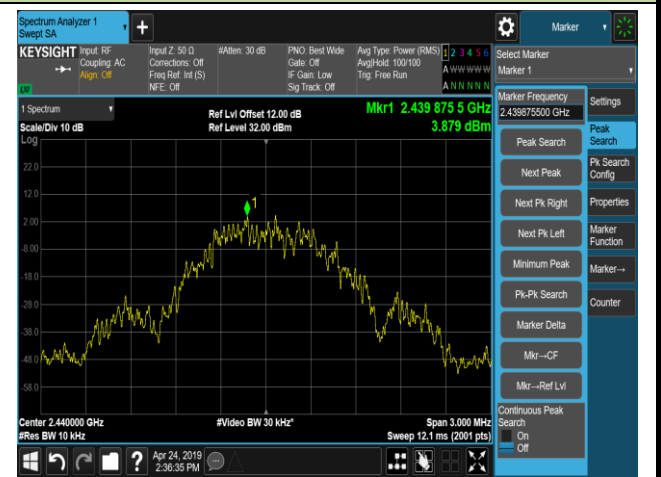 Spectrum Analyzer 1
Swept SA
+
Marker
KEYSIGHT Input: RF Input Z: 50 Ω #Atten: 30 dB PNO: Best Wide Avg Type: Power (RMS) 1 2 3 4 5 6
Coupling: AC Corrections: Off Gate: Off Avg|Hold: 100/100 A W W W W W
Align: Off Freq Ref: Int (S) IF Gain: Low Trig: Free Run
NFE: Off Sig Track: Off A N N N N N
Select Marker
Marker 1
1 Spectrum
Ref Lvl Offset 12.00 dB
Mkr1 2.439 875 5 GHz
Scale/Div 10 dB Ref Level 32.00 dBm 3.879 dBm
Log
22.0
12.0
2.00
-8.00
-18.0
-28.0
-38.0
-48.0
-58.0
1
Center 2.440000 GHz #Video BW 30 kHz* Span 3.000 MHz
#Res BW 10 kHz Sweep 12.1 ms (2001 pts)
Marker Frequency
2.439875500 GHz
Peak Search
Next Peak
Next Pk Right
Next Pk Left
Minimum Peak
Pk-Pk Search
Marker Delta
Mkr→CF
Mkr→Ref Lvl
Continuous Peak
Search
On
Off
Settings
Peak
Search
Pk Search
Config
Properties
Marker
Function
Marker→
Counter
?
Apr 24, 2019
2:36:35 PM